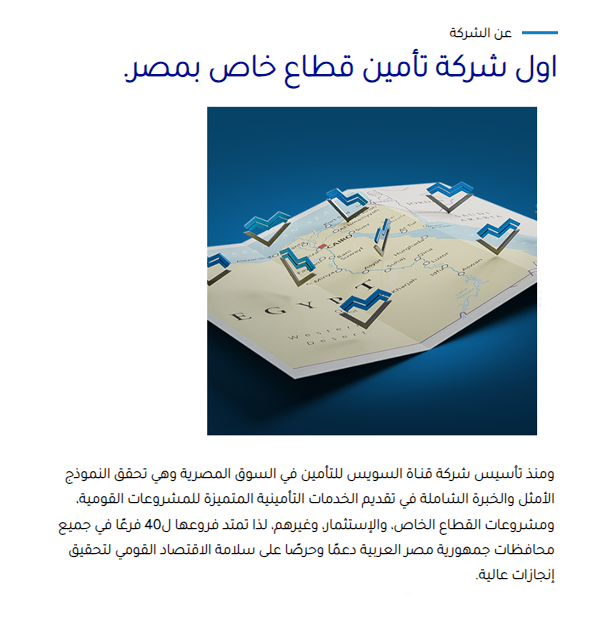 عن الشركة
اول شركة تأمين قطاع خاص بمصر.
CAIRO
EGYPT
Western
Desert
ومنذ تأسيس شركة قناة السويس للتأمين في السوق المصرية وهي تحقق النموذج
الأمثل والخبرة الشاملة في تقديم الخدمات التأمينية المتميزة للمشروعات القومية،
ومشروعات القطاع الخاص، والإستثمار، وغيرهم، لذا تمتد فروعها ل40 فرعًا في جميع
محافظات جمهورية مصر العربية دعمًا وحرصًا على سلامة الاقتصاد القومي لتحقيق
إنجازات عالية.